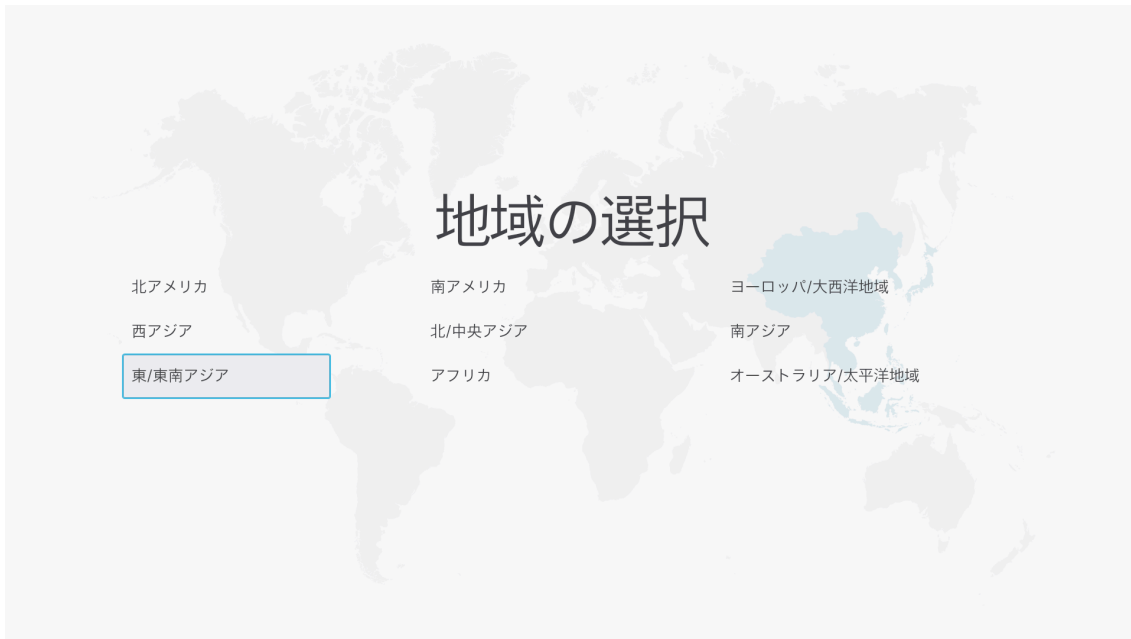 地域の選択
北アメリカ
南アメリカ
ヨーロッパ/大西洋地域
西アジア
北/中央アジア
南アジア
東/東南アジア
アフリカ
オーストラリア/太平洋地域